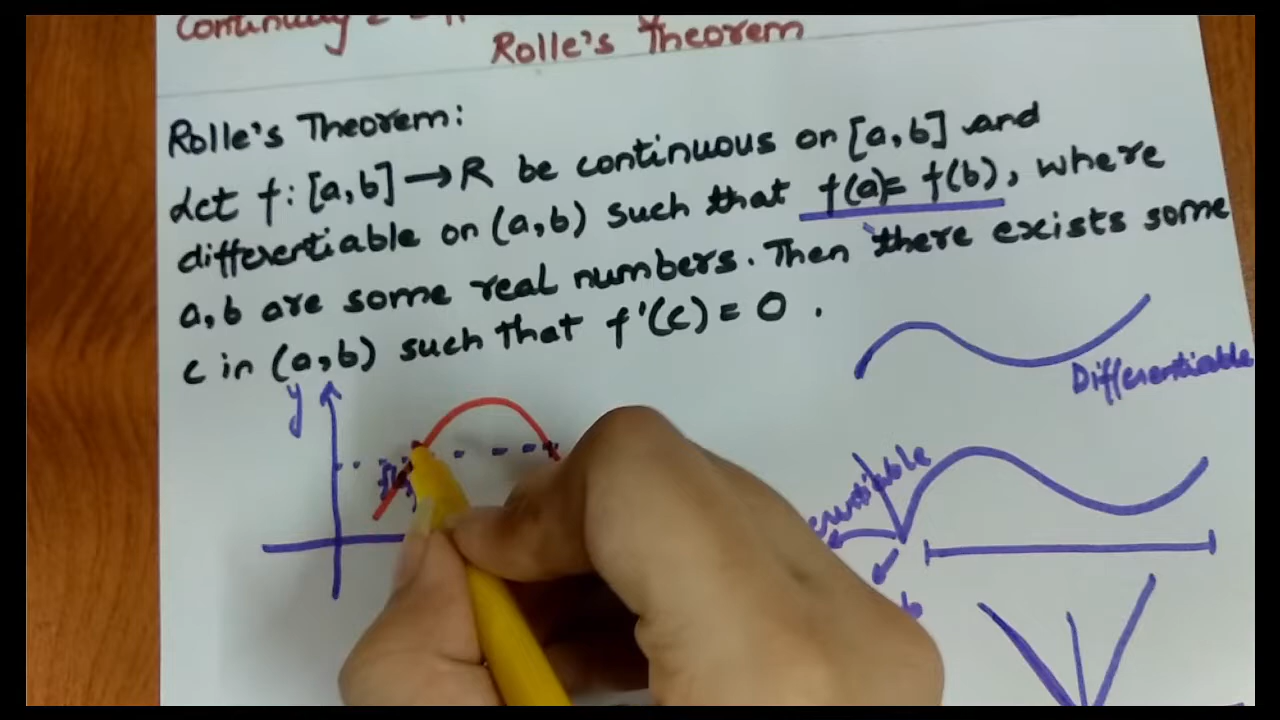 Continuity &
Rolle's Theorem
Rolle's Theorem:
Let f: [a,b] → R be continuous on [a,b] and
differentiable on (a,b) such that f(a)= f(b), where
a,b are some real numbers. Then there exists some
c in (a,b) such that f'(c) = 0 .
y
Differentiable